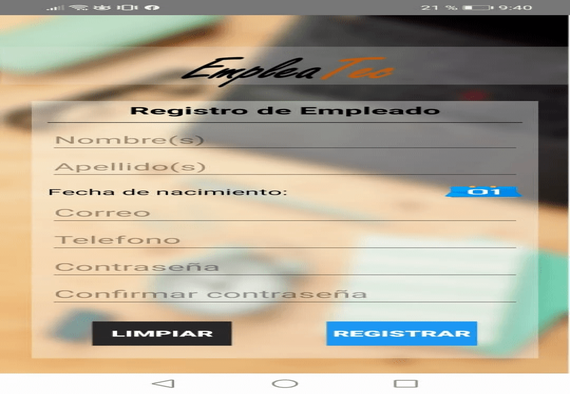 21 % 9:40
EmpleaTec
Registro de Empleado
Nombre(s)
Apellido(s)
Fecha de nacimiento: 01
Correo
Telefono
Contraseña
Confirmar contraseña
LIMPIAR REGISTRAR